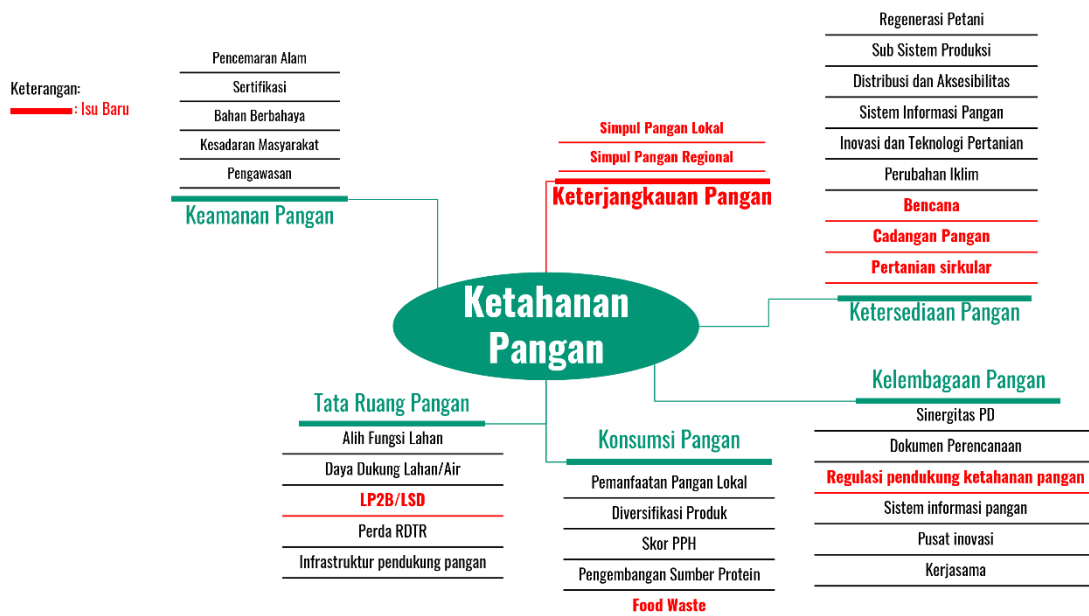 Keterangan:
: Isu Baru
Pencemaran Alam
Sertifikasi
Bahan Berbahaya
Kesadaran Masyarakat
Pengawasan
Keamanan Pangan
Simpul Pangan Lokal
Simpul Pangan Regional
Keterjangkauan Pangan
Regenerasi Petani
Sub Sistem Produksi
Distribusi dan Aksesibilitas
Sistem Informasi Pangan
Inovasi dan Teknologi Pertanian
Perubahan Iklim
Bencana
Cadangan Pangan
Pertanian sirkular
Ketersediaan Pangan
Ketahanan
Pangan
Tata Ruang Pangan
Alih Fungsi Lahan
Daya Dukung Lahan/Air
LP2B/LSD
Perda RDTR
Infrastruktur pendukung pangan
Konsumsi Pangan
Pemanfaatan Pangan Lokal
Diversifikasi Produk
Skor PPH
Pengembangan Sumber Protein
Food Waste
Kelembagaan Pangan
Sinergitas PD
Dokumen Perencanaan
Regulasi pendukung ketahanan pangan
Sistem informasi pangan
Pusat inovasi
Kerjasama